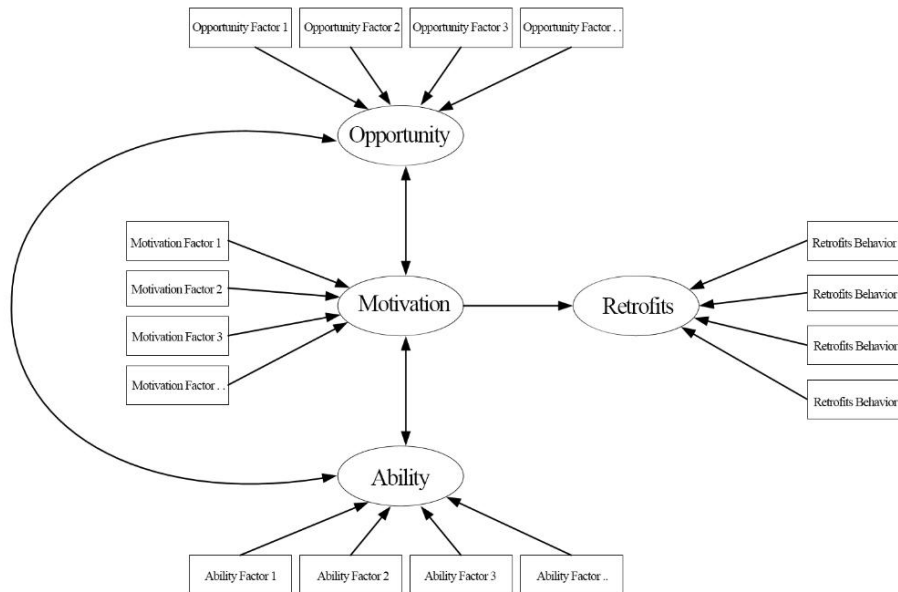 Opportunity Factor 1
Opportunity Factor 2
Opportunity Factor 3
Opportunity Factor . .
Opportunity
Motivation Factor 1
Motivation Factor 2
Motivation Factor 3
Motivation Factor . .
Motivation
Retrofits
Retrofits Behavior
Retrofits Behavior
Retrofits Behavior
Retrofits Behavior
Ability
Ability Factor 1
Ability Factor 2
Ability Factor 3
Ability Factor ..